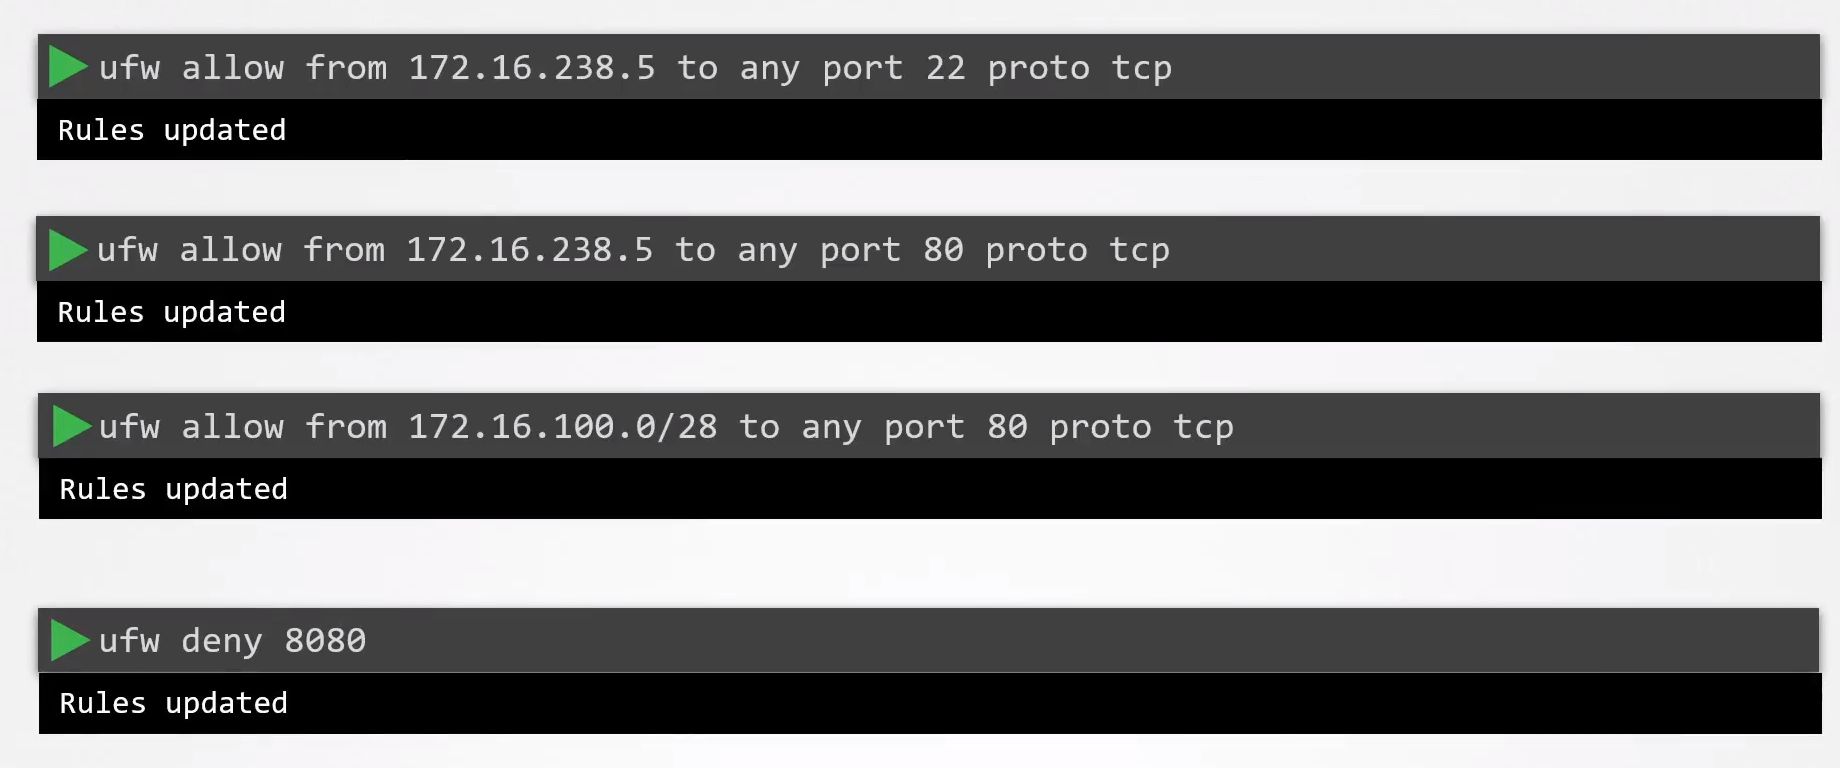 ufw allow from 172.16.238.5 to any port 22 proto tcp
Rules updated
ufw allow from 172.16.238.5 to any port 80 proto tcp
Rules updated
ufw allow from 172.16.100.0/28 to any port 80 proto tcp
Rules updated
ufw deny 8080
Rules updated